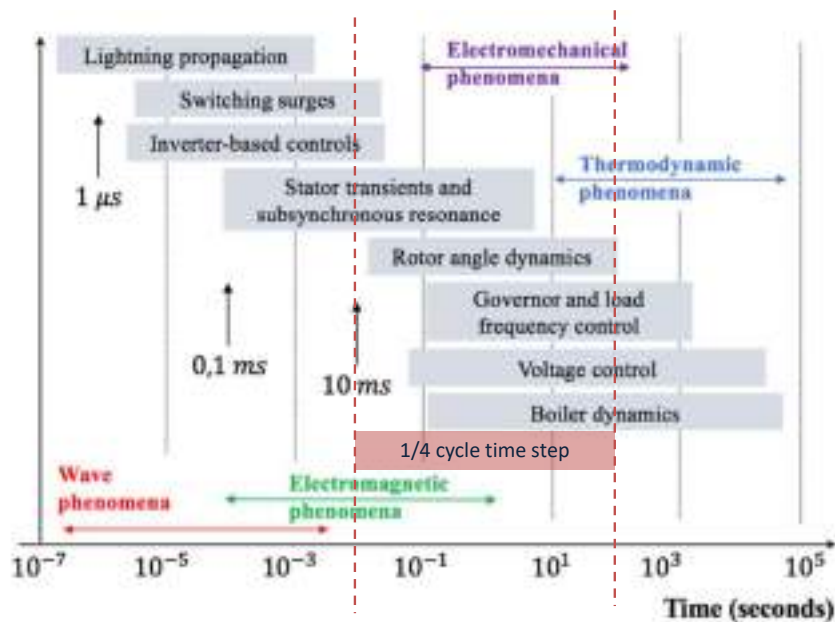 Lightning propagation
Electromechanical
phenomena
Switching surges
Inverter-based controls
1 μs
Thermodynamic
phenomena
Stator transients and
subsynchronous resonance
Rotor angle dynamics
Governor and load
frequency control
0,1 ms
10 ms
Voltage control
Boiler dynamics
1/4 cycle time step
Wave
phenomena
Electromagnetic
phenomena
10⁻⁷ 10⁻⁵ 10⁻³ 10⁻¹ 10¹ 10³ 10⁵
Time (seconds)